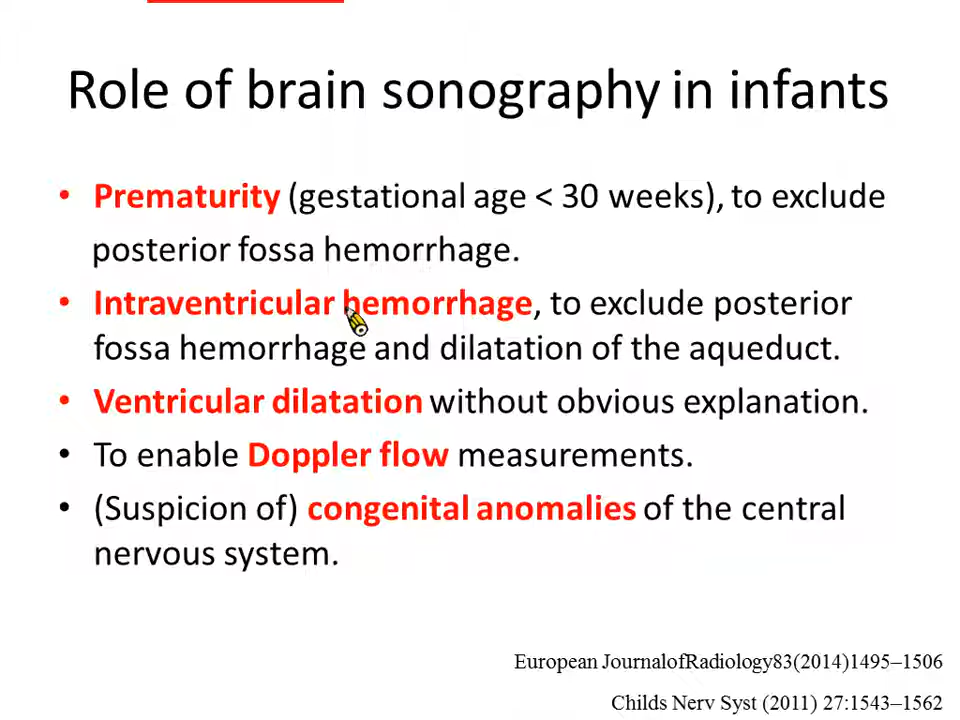 Role of brain sonography in infants
• Prematurity (gestational age < 30 weeks), to exclude
posterior fossa hemorrhage.
• Intraventricular hemorrhage, to exclude posterior
fossa hemorrhage and dilatation of the aqueduct.
• Ventricular dilatation without obvious explanation.
• To enable Doppler flow measurements.
• (Suspicion of) congenital anomalies of the central
nervous system.
European JournalofRadiology83(2014)1495–1506
Childs Nerv Syst (2011) 27:1543–1562